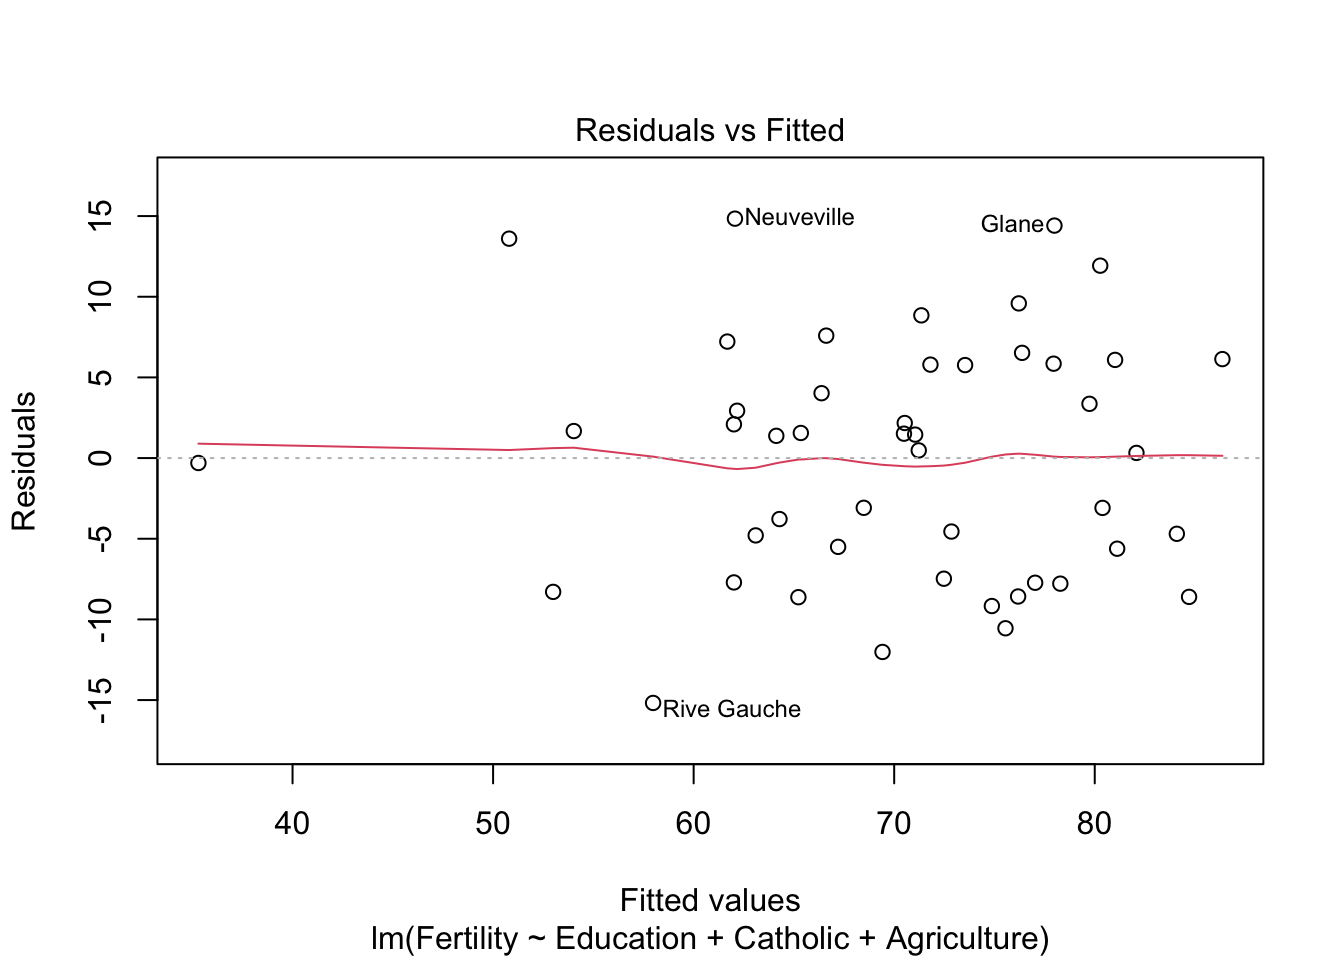 Residuals vs Fitted
15
10
5
0
-5
-10
-15
Residuals
Neuveville
Glane
Rive Gauche
40 50 60 70 80
Fitted values
lm(Fertility ~ Education + Catholic + Agriculture)